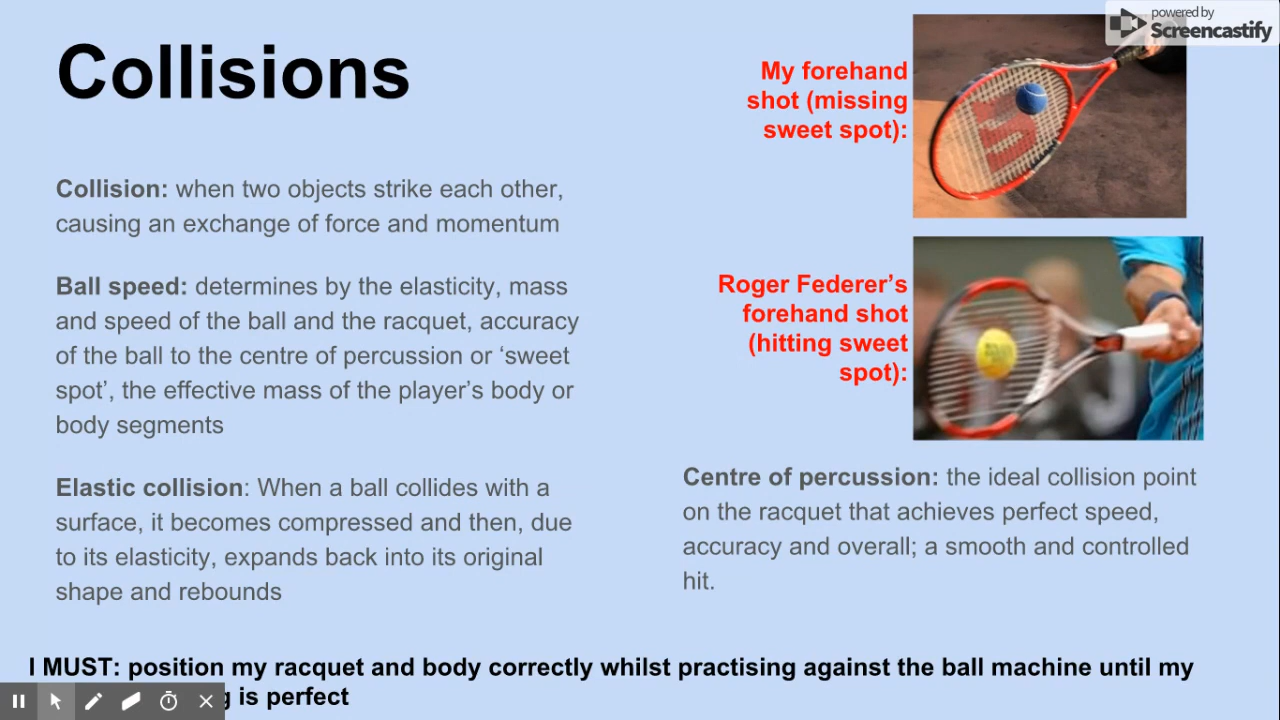 Collisions
Collision: when two objects strike each other,
causing an exchange of force and momentum
Ball speed: determines by the elasticity, mass
and speed of the ball and the racquet, accuracy
of the ball to the centre of percussion or ‘sweet
spot’, the effective mass of the player’s body or
body segments
Elastic collision: When a ball collides with a
surface, it becomes compressed and then, due
to its elasticity, expands back into its original
shape and rebounds
powered by
Screencastify
My forehand
shot (missing
sweet spot):
Roger Federer’s
forehand shot
(hitting sweet
spot):
Centre of percussion: the ideal collision point
on the racquet that achieves perfect speed,
accuracy and overall; a smooth and controlled
hit.
I MUST: position my racquet and body correctly whilst practising against the ball machine until my
is perfect